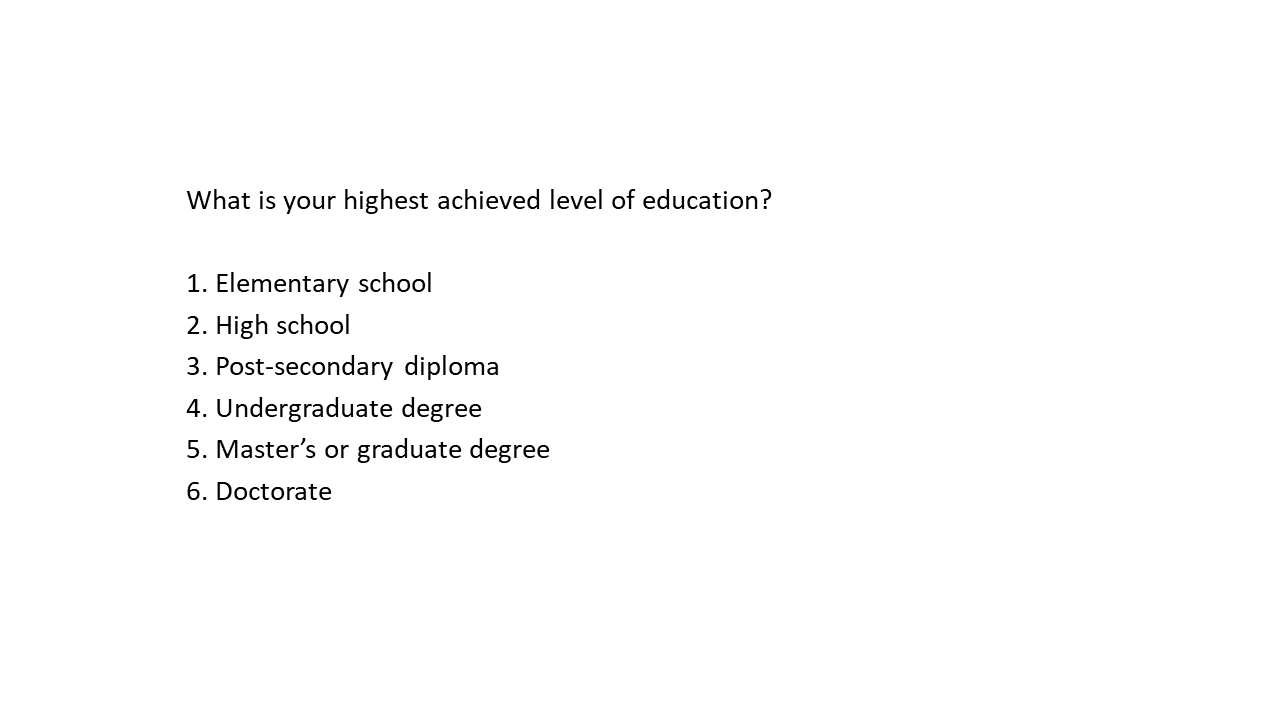 What is your highest achieved level of education?
1. Elementary school
2. High school
3. Post-secondary diploma
4. Undergraduate degree
5. Master’s or graduate degree
6. Doctorate